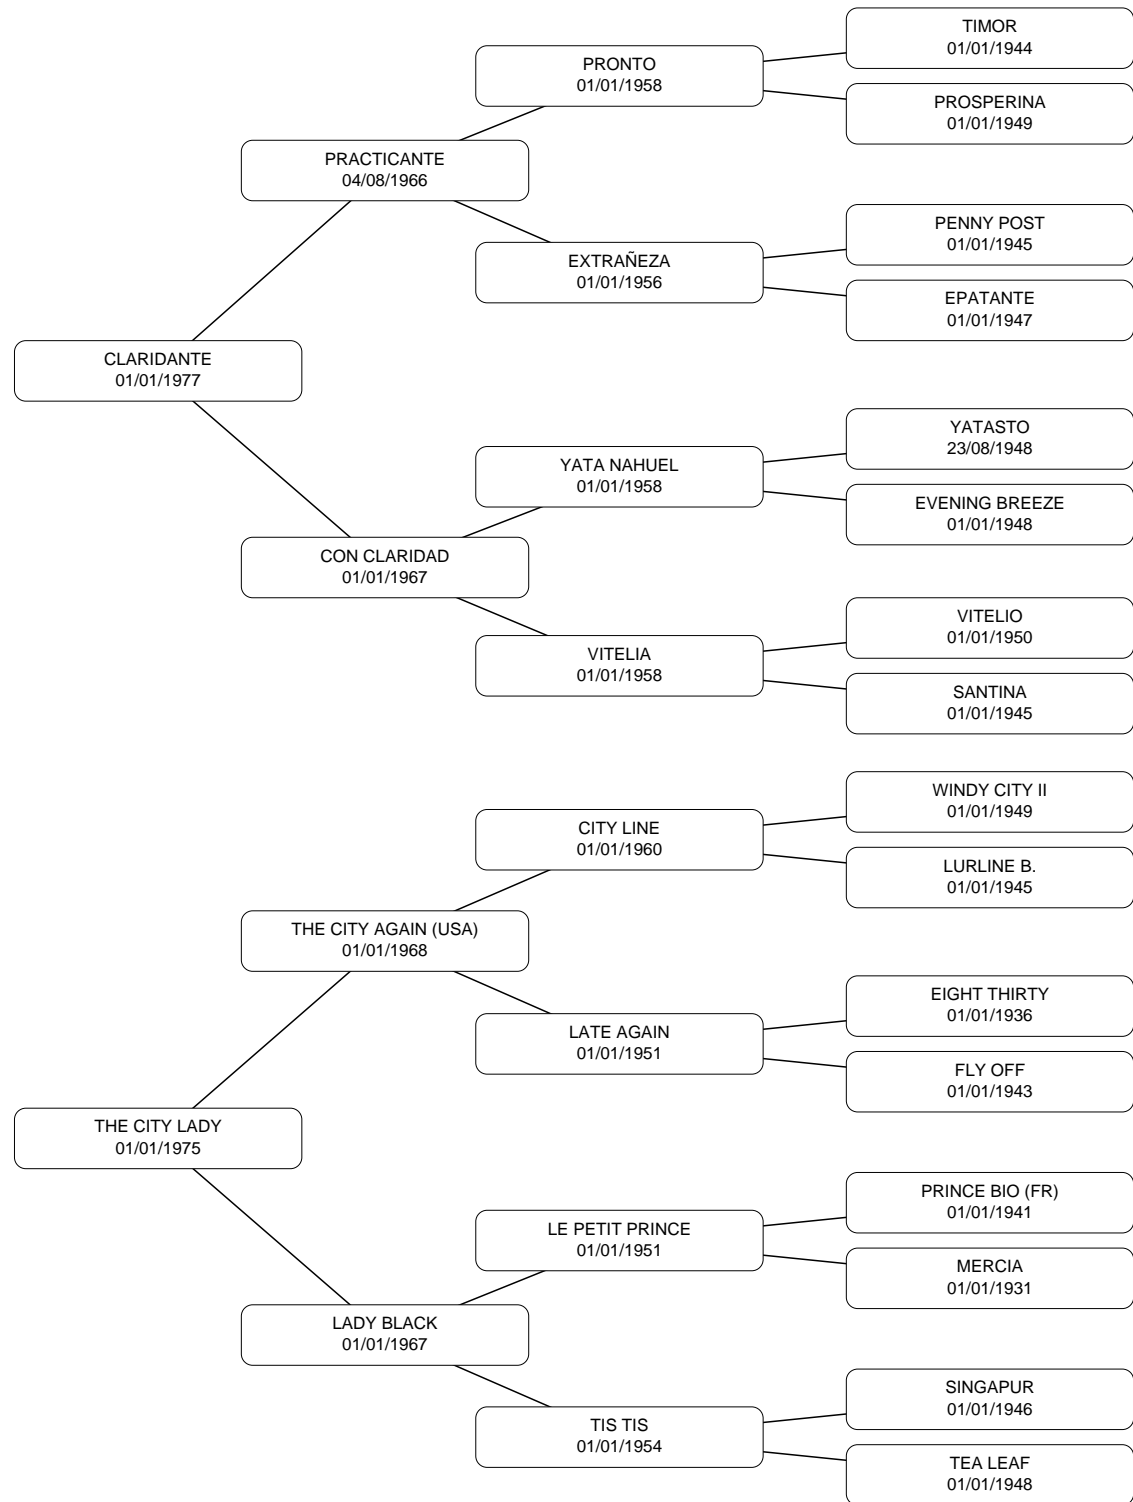 TIMOR
01/01/1944
PRONTO
01/01/1958
PROSPERINA
01/01/1949
PRACTICANTE
04/08/1966
PENNY POST
01/01/1945
EXTRAÑEZA
01/01/1956
EPATANTE
01/01/1947
CLARIDANTE
01/01/1977
YATASTO
23/08/1948
YATA NAHUEL
01/01/1958
EVENING BREEZE
01/01/1948
CON CLARIDAD
01/01/1967
VITELIO
01/01/1950
VITELIA
01/01/1958
SANTINA
01/01/1945
WINDY CITY II
01/01/1949
CITY LINE
01/01/1960
LURLINE B.
01/01/1945
THE CITY AGAIN (USA)
01/01/1968
EIGHT THIRTY
01/01/1936
LATE AGAIN
01/01/1951
FLY OFF
01/01/1943
THE CITY LADY
01/01/1975
PRINCE BIO (FR)
01/01/1941
LE PETIT PRINCE
01/01/1951
MERCIA
01/01/1931
LADY BLACK
01/01/1967
SINGAPUR
01/01/1946
TIS TIS
01/01/1954
TEA LEAF
01/01/1948